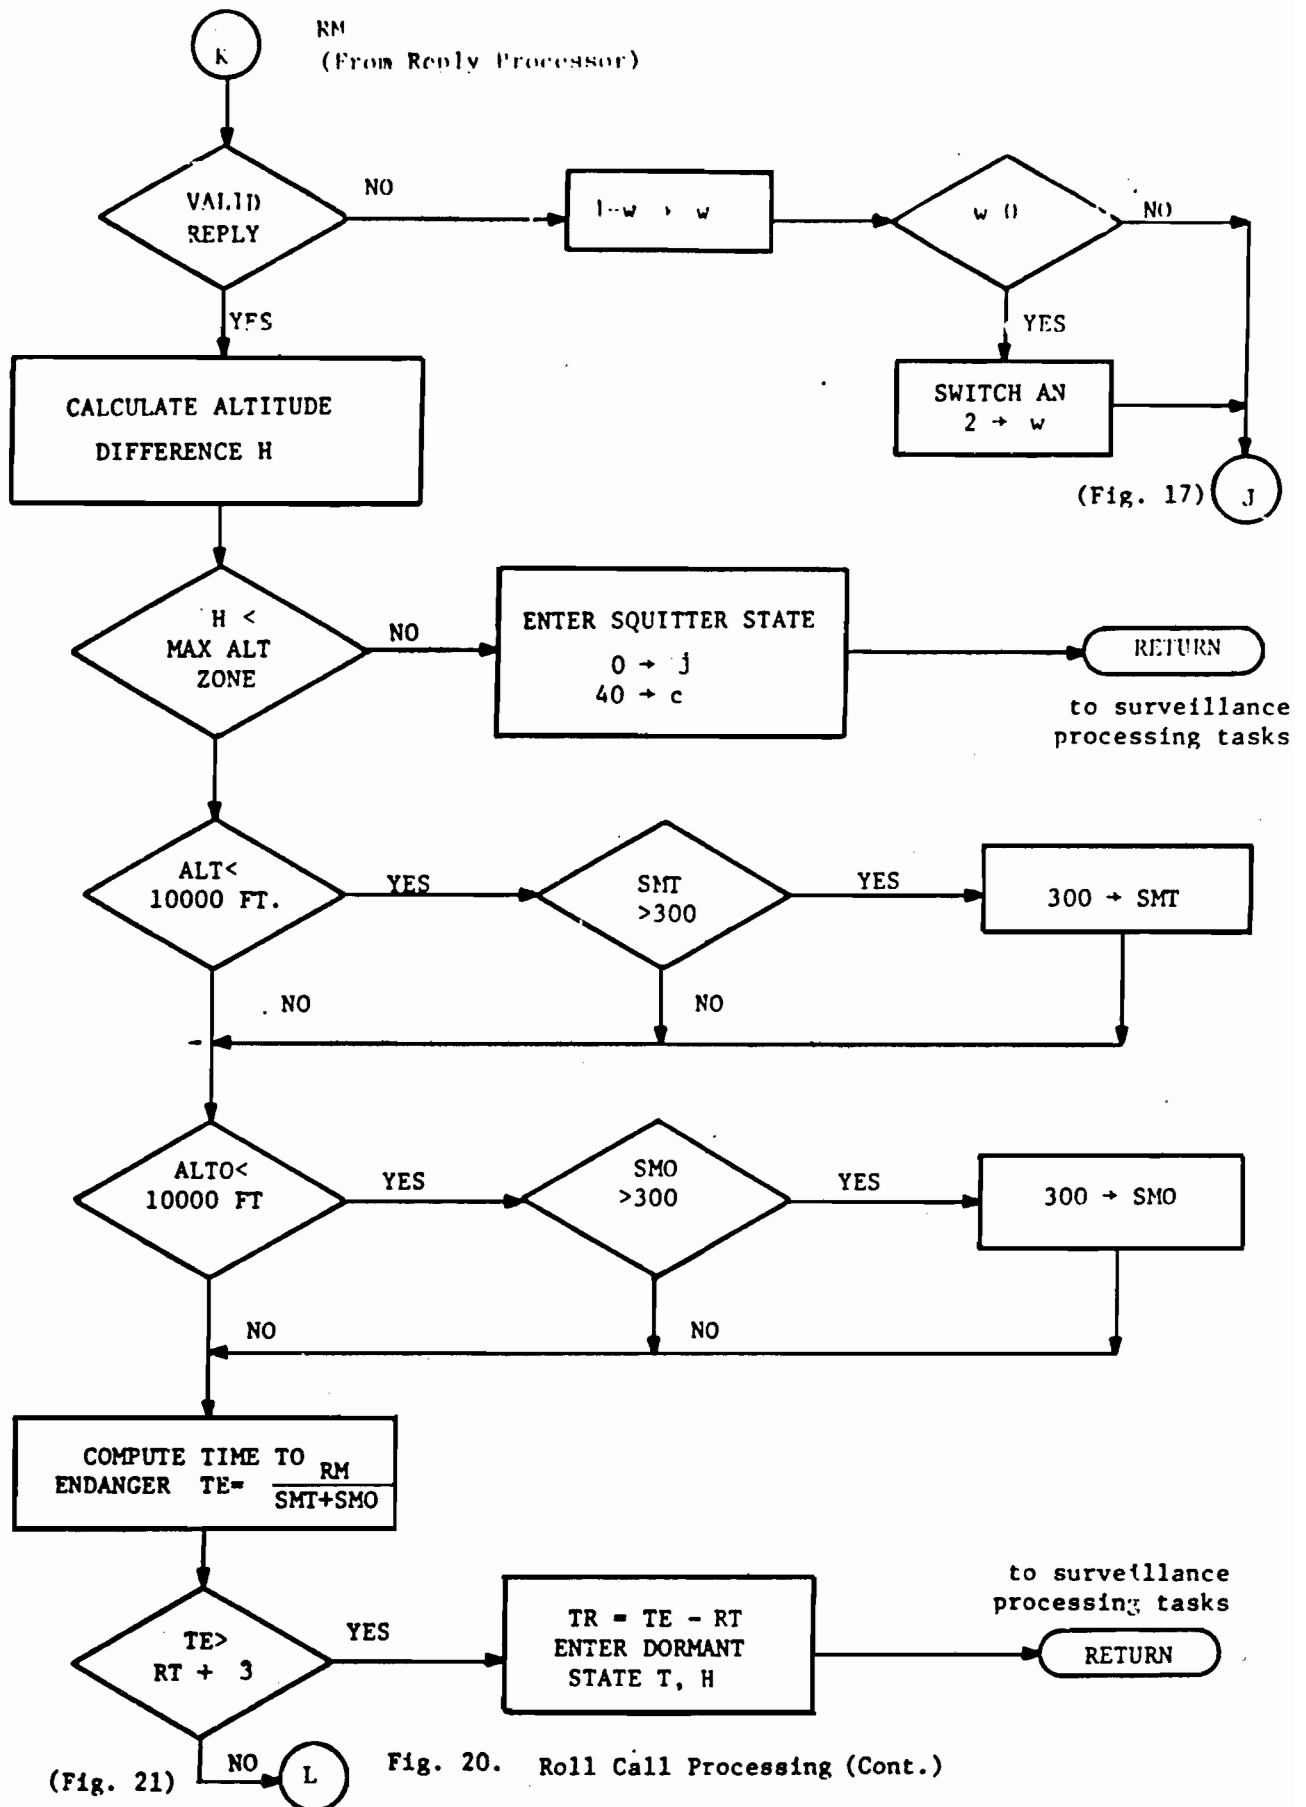 K
RM
(From Reply Processor)
VALID
REPLY
NO
w
w 0
NO
YES
YES
SWITCH AN
2 → w
CALCULATE ALTITUDE
DIFFERENCE H
(Fig. 17)
J
H <
MAX ALT
ZONE
NO
ENTER SQUITTER STATE
0 → j
40 → c
RETURN
to surveillance
processing tasks
ALT<
10000 FT.
YES
SMT
>300
YES
300 → SMT
NO
NO
ALTO<
10000 FT
YES
SMO
>300
YES
300 → SMO
NO
NO
COMPUTE TIME TO
ENDANGER TE= RM
SMT+SMO
to surveillance
processing tasks
TE>
RT + 3
YES
TR = TE - RT
ENTER DORMANT
STATE T, H
RETURN
(Fig. 21)
NO
L
Fig. 20. Roll Call Processing (Cont.)